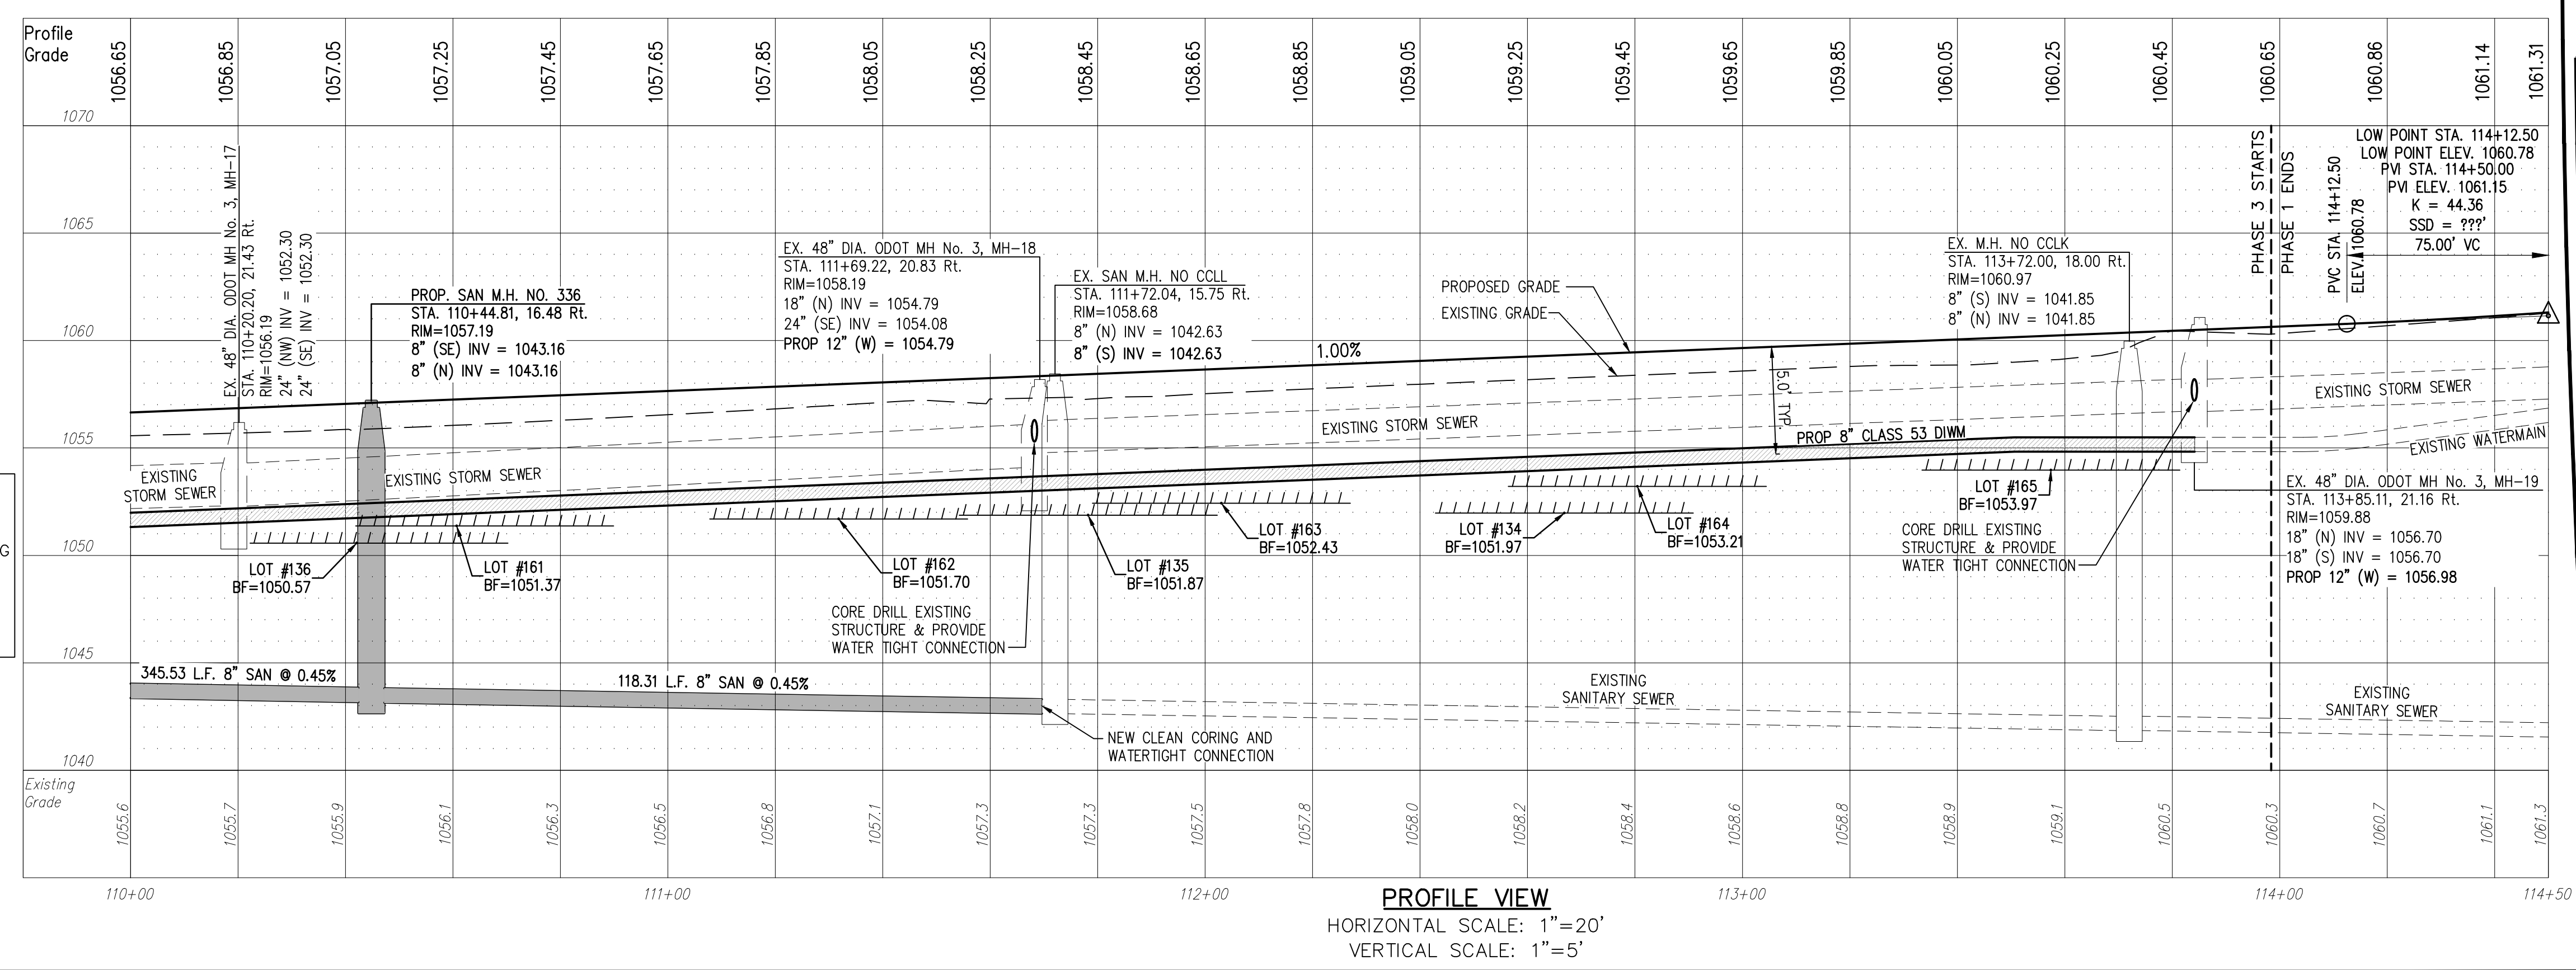 Profile
Grade
1056.65
1056.85
1057.05
1057.25
1057.45
1057.65
1057.85
1058.05
1058.25
1058.45
1058.65
1058.85
1059.05
1059.25
1059.45
1059.65
1059.85
1060.05
1060.25
1060.45
1060.65
1060.86
1061.14
1061.31
1070
1065
1060
1055
1050
1045
1040
EX. 48" DIA. ODOT MH No. 3, MH-17
STA. 110+20.20, 21.43 Rt.
RIM=1056.19
24" (NW) INV = 1052.30
24" (SE) INV = 1052.30
PROP. SAN M.H. NO. 336
STA. 110+44.81, 16.48 Rt.
RIM=1057.19
8" (SE) INV = 1043.16
8" (N) INV = 1043.16
EX. 48" DIA. ODOT MH No. 3, MH-18
STA. 111+69.22, 20.83 Rt.
RIM=1058.19
18" (N) INV = 1054.79
24" (SE) INV = 1054.08
PROP 12" (W) = 1054.79
EX. SAN M.H. NO CCLL
STA. 111+72.04, 15.75 Rt.
RIM=1058.68
8" (N) INV = 1042.63
8" (S) INV = 1042.63
1.00%
PROPOSED GRADE
EXISTING GRADE
5.0' TYP.
EX. M.H. NO CCLK
STA. 113+72.00, 18.00 Rt.
RIM=1060.97
8" (S) INV = 1041.85
8" (N) INV = 1041.85
PHASE 3 STARTS
PHASE 1 ENDS
PVC STA. 114+12.50
ELEV. 1060.78
LOW POINT STA. 114+12.50
LOW POINT ELEV. 1060.78
PVI STA. 114+50.00
PVI ELEV. 1061.15
K = 44.36
SSD = ???'
75.00' VC
EXISTING
STORM SEWER
EXISTING STORM SEWER
EXISTING STORM SEWER
PROP 8" CLASS 53 DIWM
EXISTING STORM SEWER
EXISTING WATERMAIN
LOT #136
BF=1050.57
LOT #161
BF=1051.37
LOT #162
BF=1051.70
LOT #135
BF=1051.87
LOT #163
BF=1052.43
LOT #134
BF=1051.97
LOT #164
BF=1053.21
LOT #165
BF=1053.97
CORE DRILL EXISTING
STRUCTURE & PROVIDE
WATER TIGHT CONNECTION
CORE DRILL EXISTING
STRUCTURE & PROVIDE
WATER TIGHT CONNECTION
EX. 48" DIA. ODOT MH No. 3, MH-19
STA. 113+85.11, 21.16 Rt.
RIM=1059.88
18" (N) INV = 1056.70
18" (S) INV = 1056.70
PROP 12" (W) = 1056.98
G
345.53 L.F. 8" SAN @ 0.45%
118.31 L.F. 8" SAN @ 0.45%
NEW CLEAN CORING AND
WATERTIGHT CONNECTION
EXISTING
SANITARY SEWER
EXISTING
SANITARY SEWER
Existing
Grade
1055.6
1055.7
1055.9
1056.1
1056.3
1056.5
1056.8
1057.1
1057.3
1057.3
1057.5
1057.8
1058.0
1058.2
1058.4
1058.6
1058.8
1058.9
1059.1
1060.5
1060.3
1060.7
1061.1
1061.3
110+00
111+00
112+00
113+00
114+00
114+50
PROFILE VIEW
HORIZONTAL SCALE: 1"=20'
VERTICAL SCALE: 1"=5'